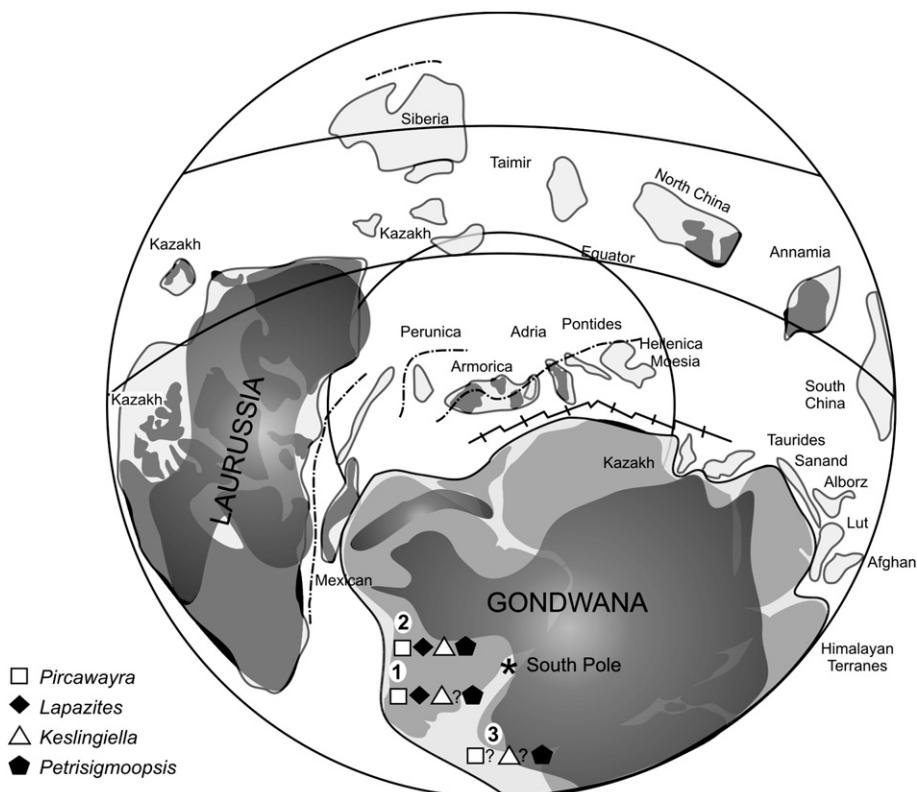 Siberia
Taimir
North China
Kazakh
Kazakh
Equator
Annamia
Perunica
Adria
Pontides
Hellenica
Moesia
Armorica
Kazakh
LAURUSSIA
South
China
Kazakh
Taurides
Sanand
Alborz
Lut
Afghan
Mexican
GONDWANA
2
South Pole
Himalayan
Terranes
1
?
3
? ?
Pircawayra
Lapazites
Keslingiella
Petrisigmoopsis